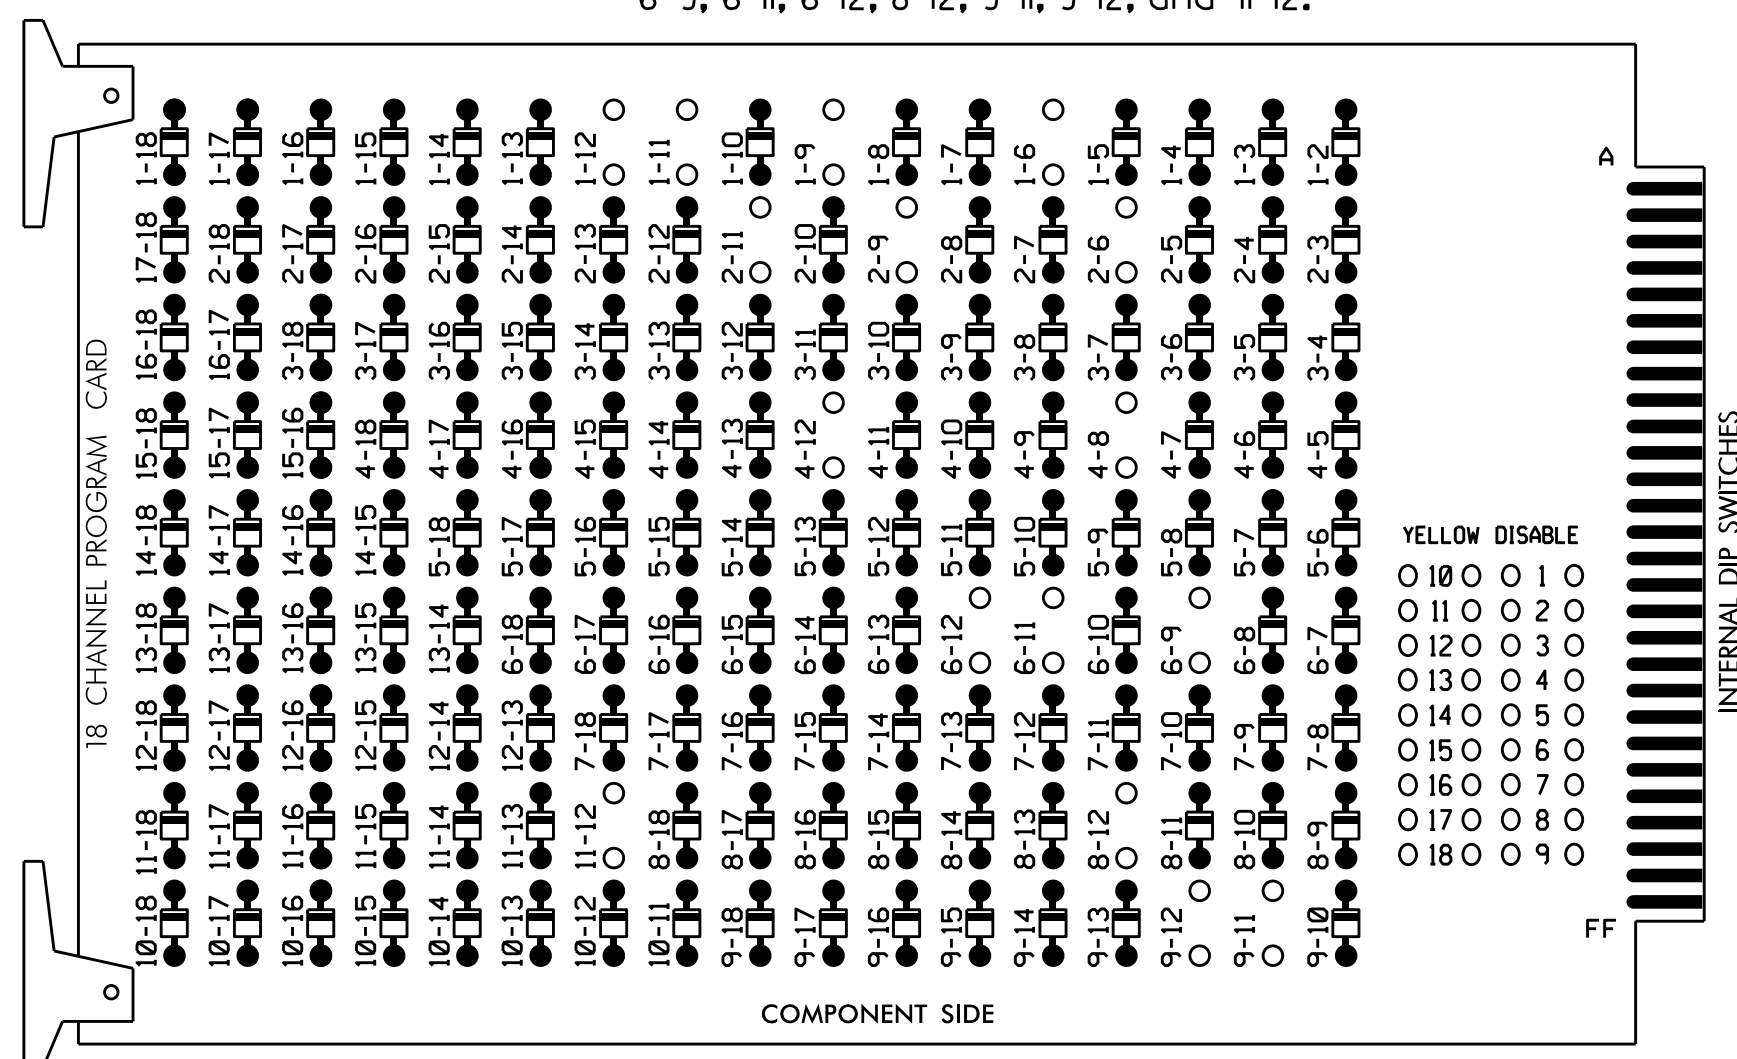 6-9, 6-11, 6-12, 8-12, 9-11, 9-12, and 11-12.
1-18 1-17 1-16 1-15 1-14 1-13 1-12 1-11 1-10 1-9 1-8 1-7 1-6 1-5 1-4 1-3 1-2
17-18 2-18 2-17 2-16 2-15 2-14 2-13 2-12 2-11 2-10 2-9 2-8 2-7 2-6 2-5 2-4 2-3
16-18 16-17 3-18 3-17 3-16 3-15 3-14 3-13 3-12 3-11 3-10 3-9 3-8 3-7 3-6 3-5 3-4
15-18 15-17 15-16 4-18 4-17 4-16 4-15 4-14 4-13 4-12 4-11 4-10 4-9 4-8 4-7 4-6 4-5
14-18 14-17 14-16 14-15 5-18 5-17 5-16 5-15 5-14 5-13 5-12 5-11 5-10 5-9 5-8 5-7 5-6
13-18 13-17 13-16 13-15 13-14 6-18 6-17 6-16 6-15 6-14 6-13 6-12 6-11 6-10 6-9 6-8 6-7
12-18 12-17 12-16 12-15 12-14 12-13 7-18 7-17 7-16 7-15 7-14 7-13 7-12 7-11 7-10 7-9 7-8
11-18 11-17 11-16 11-15 11-14 11-13 11-12 8-18 8-17 8-16 8-15 8-14 8-13 8-12 8-11 8-10 8-9
10-18 10-17 10-16 10-15 10-14 10-13 10-12 10-11 9-18 9-17 9-16 9-15 9-14 9-13 9-12 9-11 9-10
18 CHANNEL PROGRAM CARD
A
YELLOW DISABLE
10 1
11 2
12 3
13 4
14 5
15 6
16 7
17 8
18 9
FF
INTERNAL DIP SWITCHES
COMPONENT SIDE